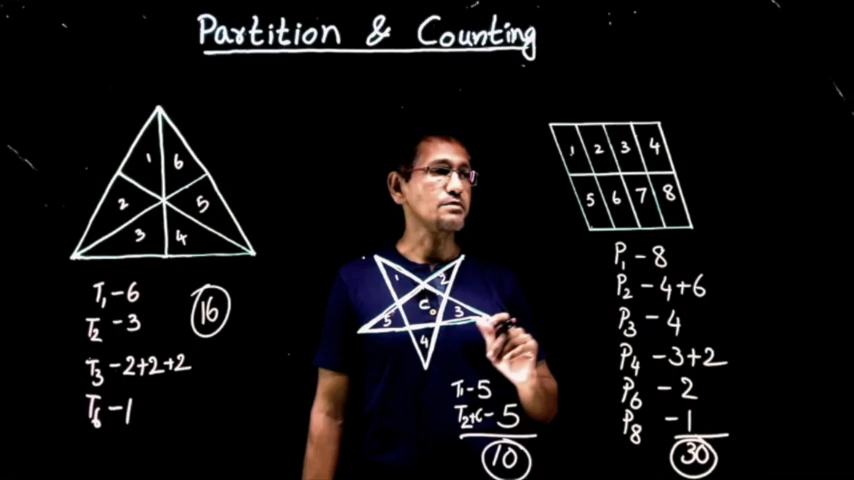 Partition & Counting
1 6
2 5
3 4
T1 - 6
T2 - 3
T3 - 2+2+2
T6 - 1
16
1 2
C0
5 3
4
T1 - 5
T2+C - 5
10
1 2 3 4
5 6 7 8
P1 - 8
P2 - 4+6
P3 - 4
P4 - 3+2
P6 - 2
P8 - 1
30